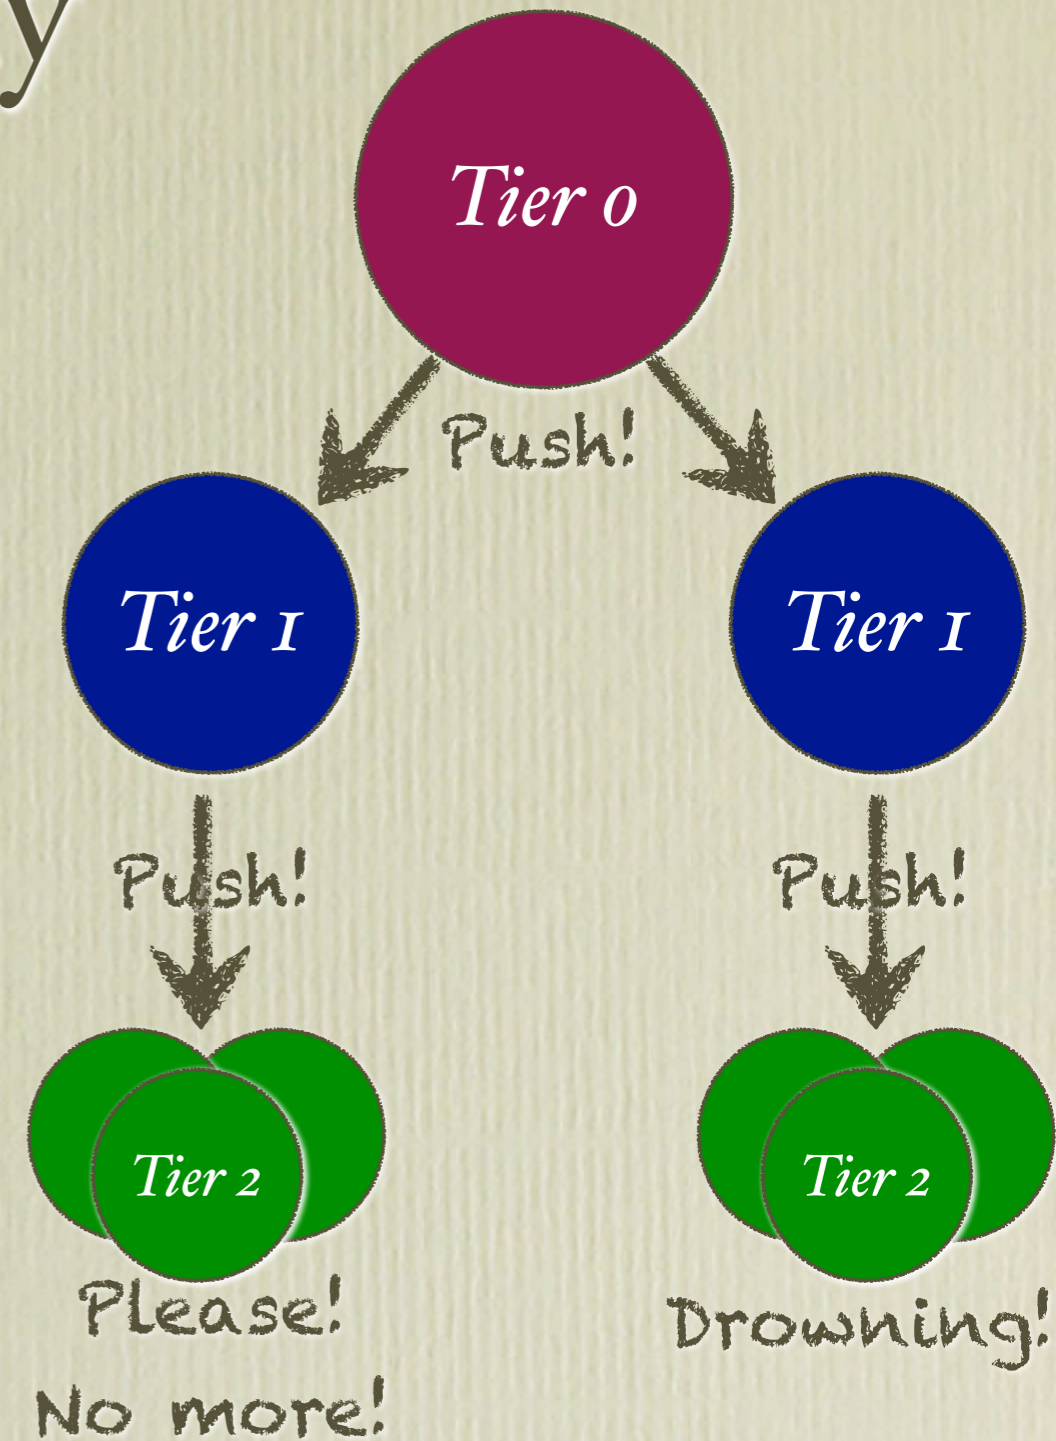 y
Tier 0
Push!
Tier 1 Tier 1
Push! Push!
Tier 2 Tier 2
Please! Drowning!
No more!